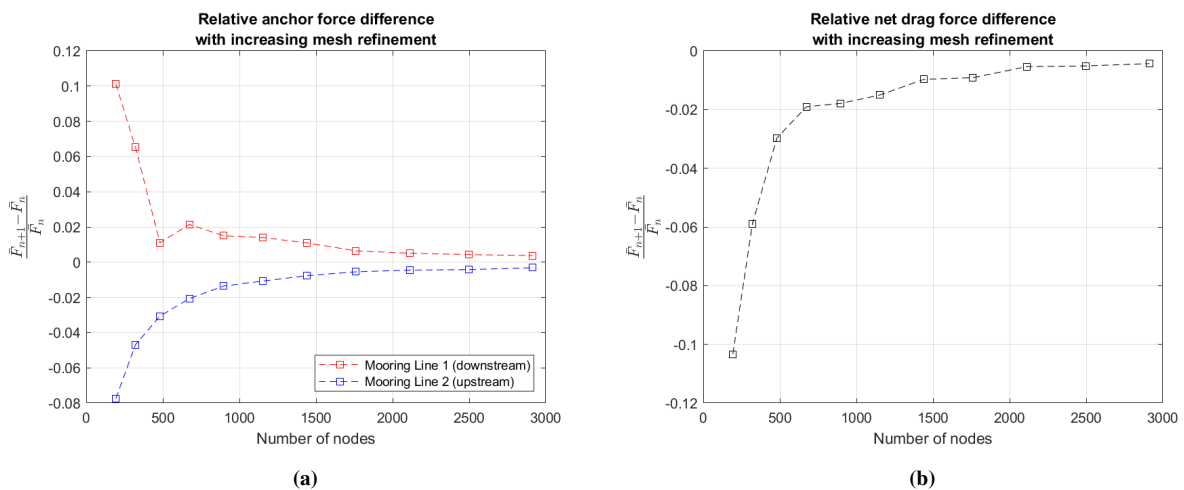 Relative anchor force difference
with increasing mesh refinement
0.12
0.1
0.08
0.06
0.04
0.02
0
-0.02
-0.04
-0.06
-0.08
F̄ₙ₊₁−F̄ₙ
F̄ₙ
Mooring Line 1 (downstream)
Mooring Line 2 (upstream)
0 500 1000 1500 2000 2500 3000
Number of nodes
(a)
Relative net drag force difference
with increasing mesh refinement
0
-0.02
-0.04
-0.06
-0.08
-0.1
-0.12
F̄ₙ₊₁−F̄ₙ
F̄ₙ
0 500 1000 1500 2000 2500 3000
Number of nodes
(b)